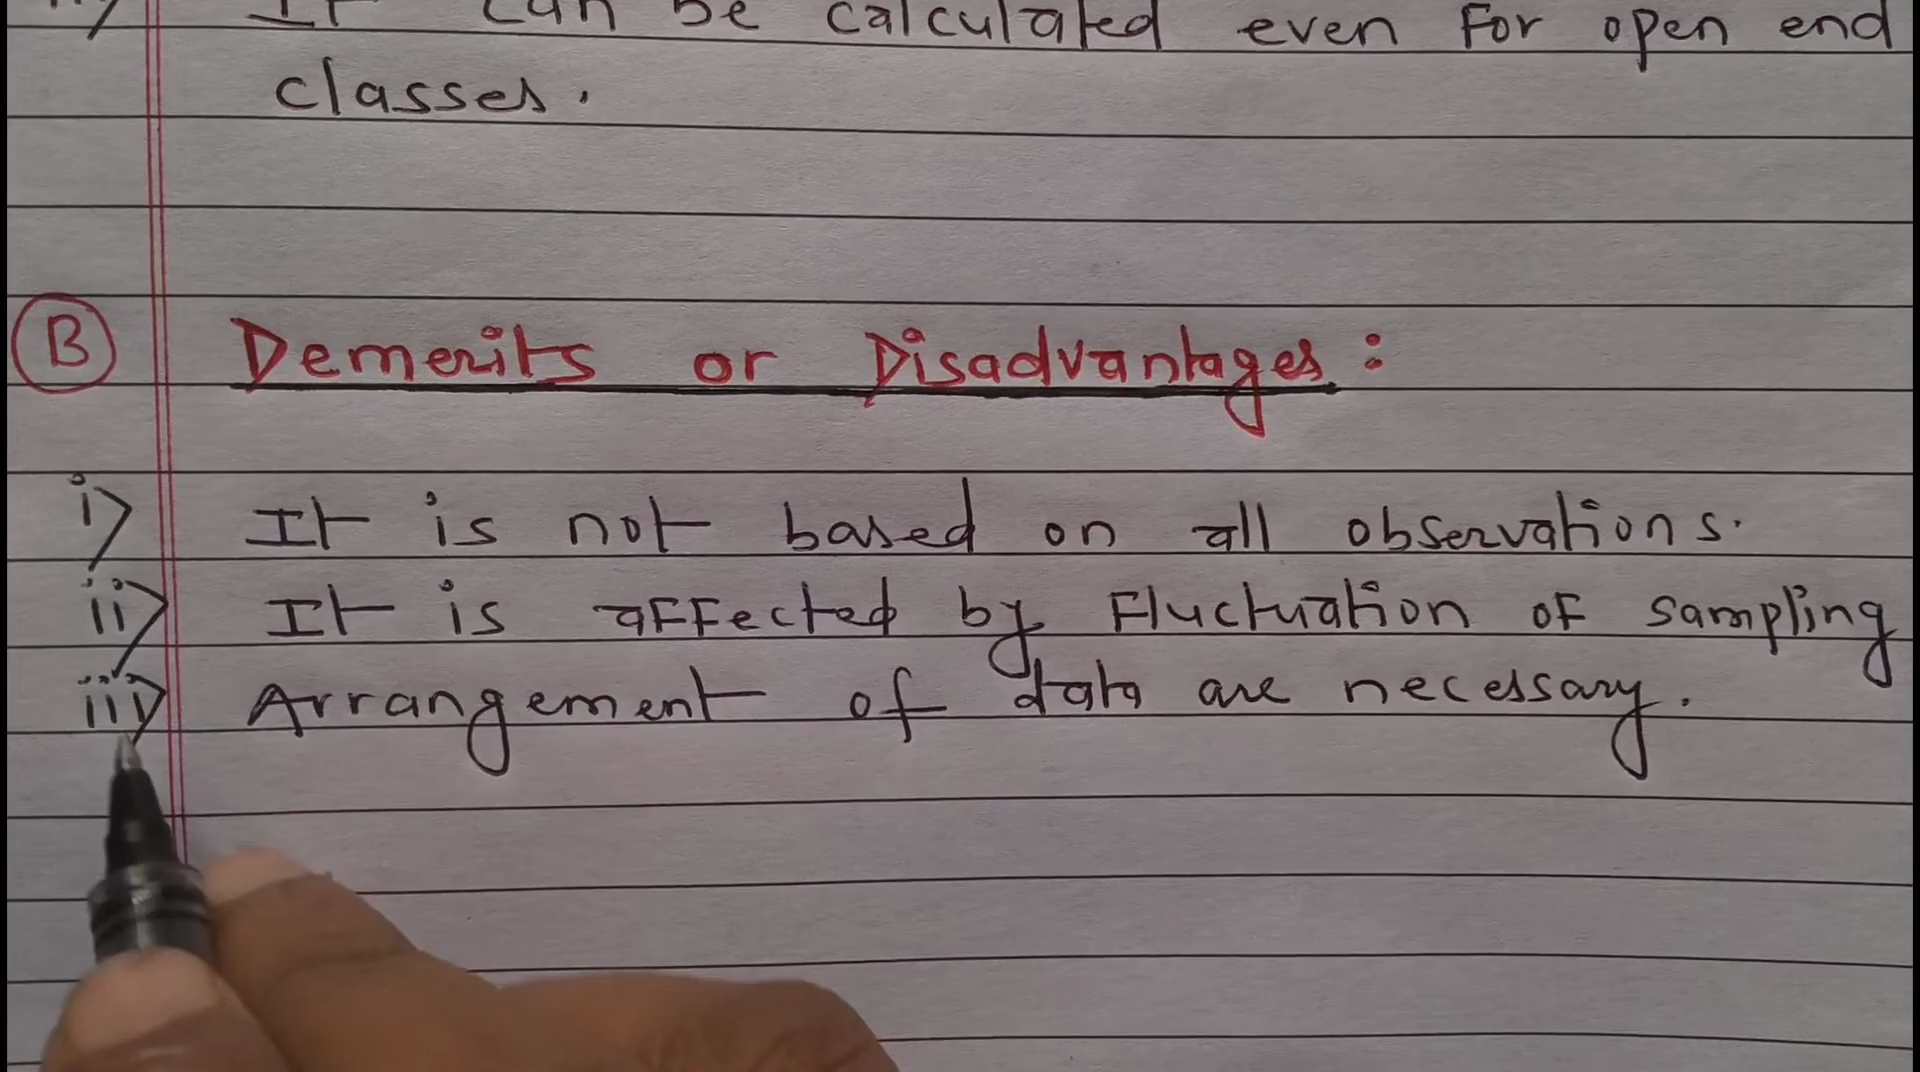 It can be calculated even for open end
classes.
B Demerits or Disadvantages :
i) It is not based on all observations.
ii) It is affected by fluctuation of sampling
iii) Arrangement of data are necessary.